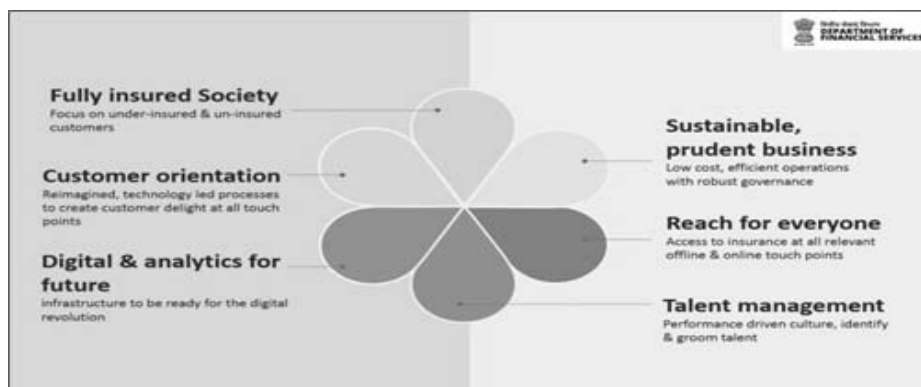 वित्तीय सेवाएं विभाग
DEPARTMENT OF
FINANCIAL SERVICES
Fully insured Society
Focus on under-insured & un-insured
customers
Customer orientation
Reimagined, technology led processes
to create customer delight at all touch
points
Digital & analytics for
future
infrastructure to be ready for the digital
revolution
Sustainable,
prudent business
Low cost, efficient operations
with robust governance
Reach for everyone
Access to insurance at all relevant
offline & online touch points
Talent management
Performance driven culture, identify
& groom talent